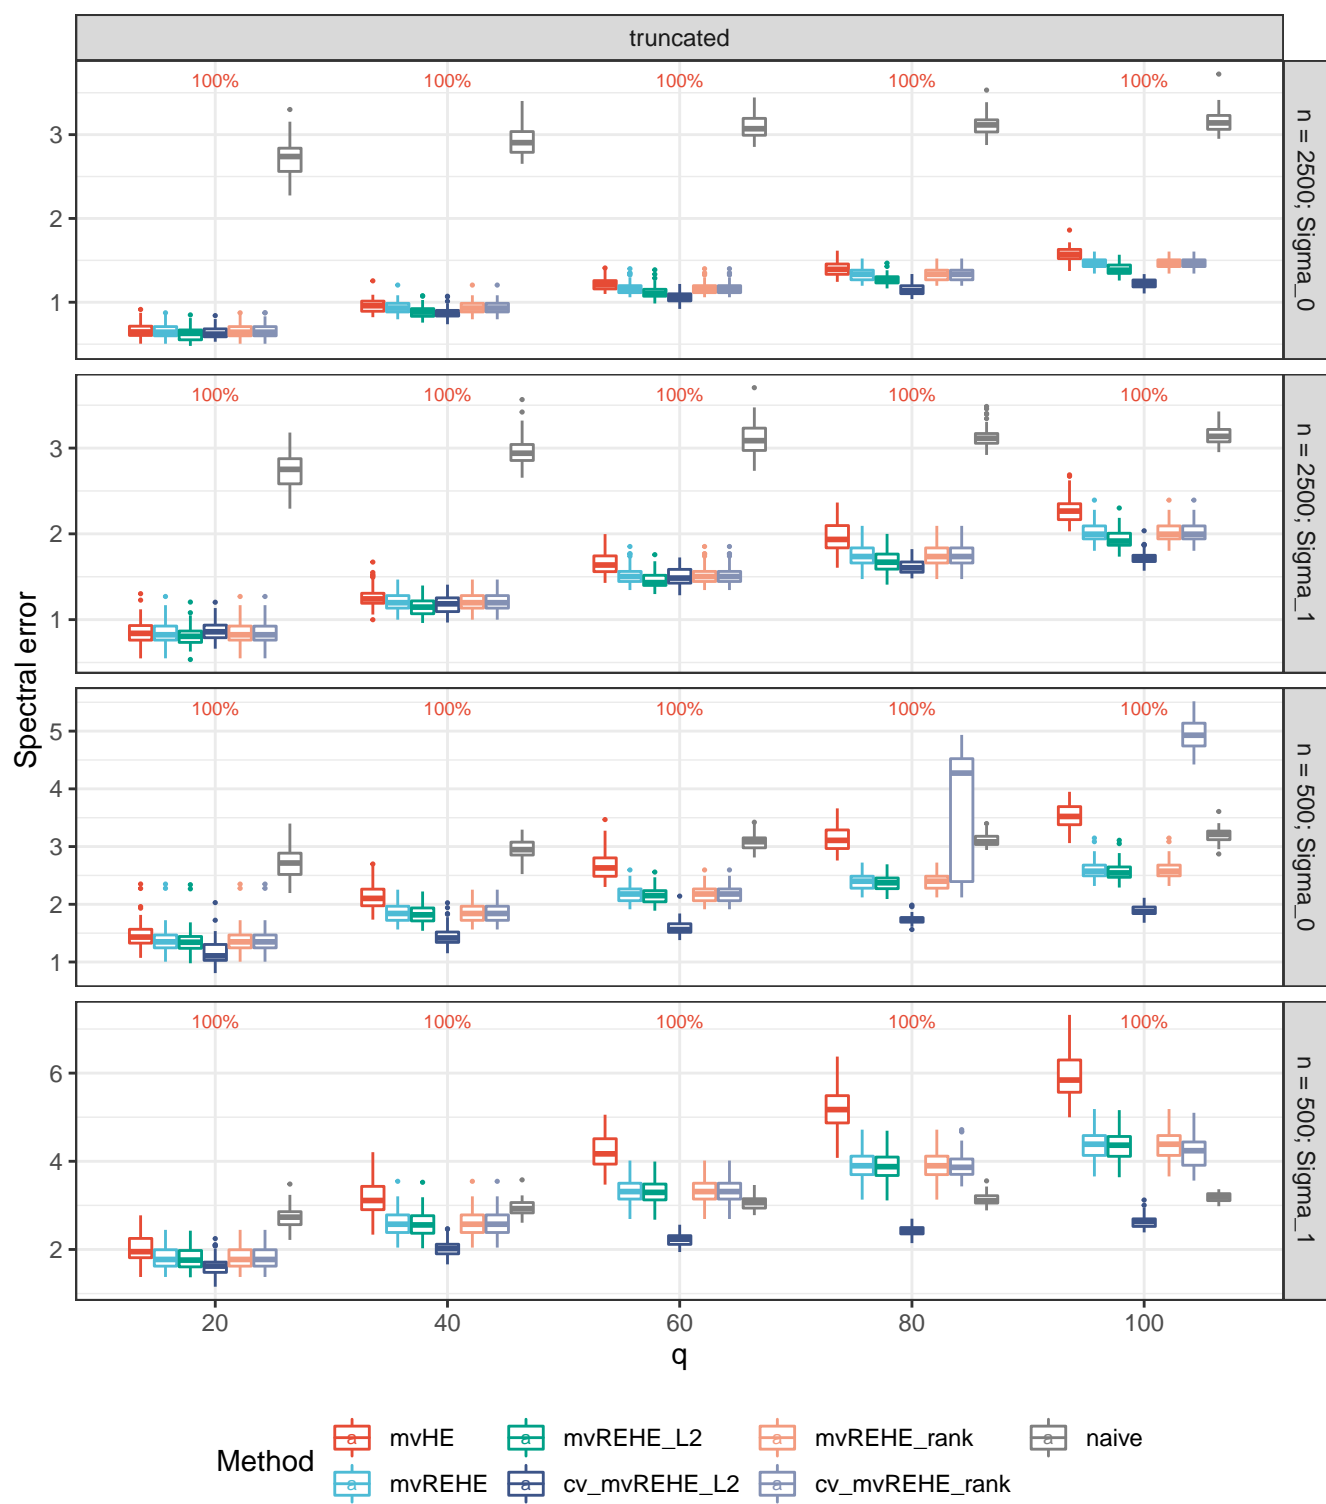 truncated
100% 100% 100% 100% 100%
3
2
1
n = 2500; Sigma_0
100% 100% 100% 100% 100%
3
2
1
n = 2500; Sigma_1
Spectral error
100% 100% 100% 100% 100%
5
4
3
2
1
n = 500; Sigma_0
100% 100% 100% 100% 100%
6
4
2
n = 500; Sigma_1
20 40 60 80 100
q
Method
a mvHE a mvREHE_L2 a mvREHE_rank a naive
a mvREHE a cv_mvREHE_L2 a cv_mvREHE_rank